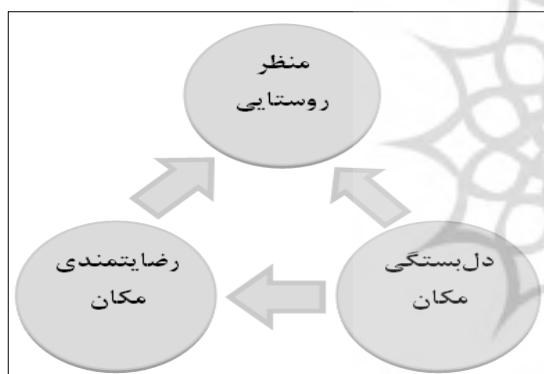 منظر
روستایی
دل‌بستگی
مکان
رضایتمندی
مکان